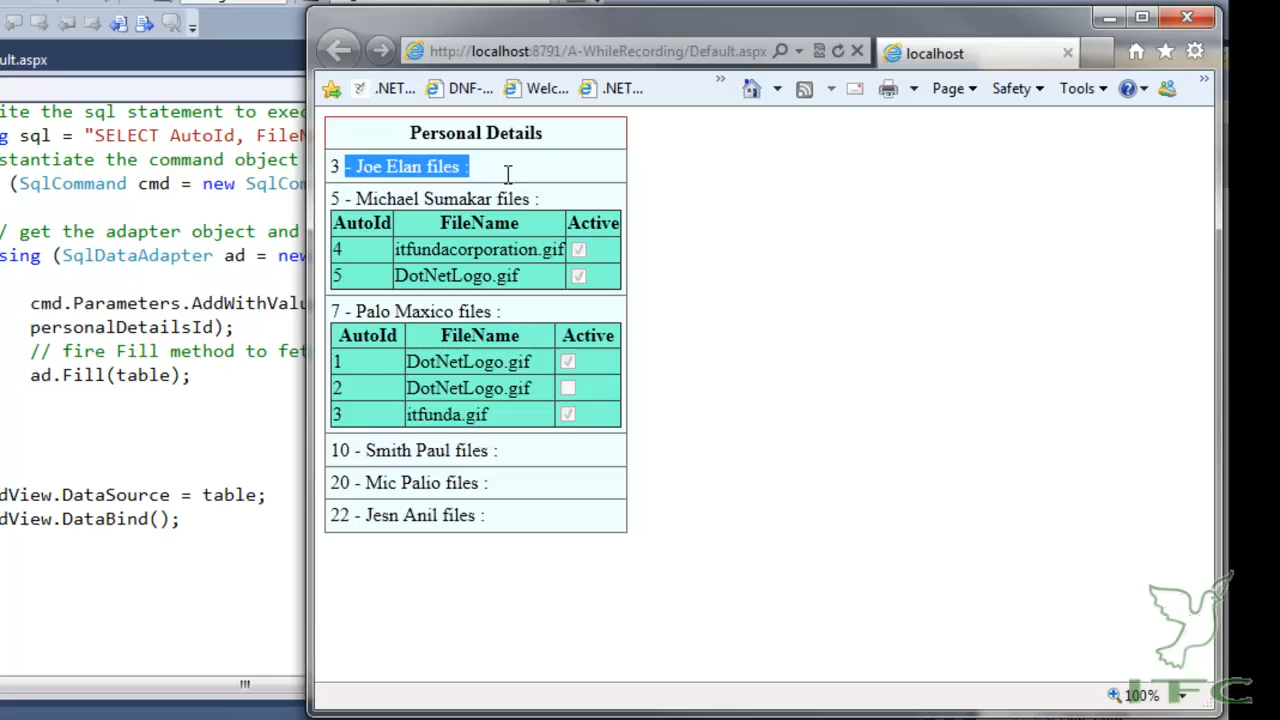 http://localhost:8791/A-WhileRecording/Default.aspx
localhost
.NET...
DNF-...
Welc...
.NET...
Page
Safety
Tools
Personal Details
3 - Joe Elan files :
5 - Michael Sumakar files :
AutoId FileName Active
4 itfundacorporation.gif
5 DotNetLogo.gif
7 - Palo Maxico files :
AutoId FileName Active
1 DotNetLogo.gif
2 DotNetLogo.gif
3 itfunda.gif
10 - Smith Paul files :
20 - Mic Palio files :
22 - Jesn Anil files :
100%
ult.aspx
ite the sql statement to exe
g sql = "SELECT AutoId, FileN
stantiate the command object
(SqlCommand cmd = new SqlCom
/ get the adapter object and
sing (SqlDataAdapter ad = new
cmd.Parameters.AddWithValu
personalDetailsId);
// fire Fill method to fet
ad.Fill(table);
dView.DataSource = table;
dView.DataBind();
ITFC